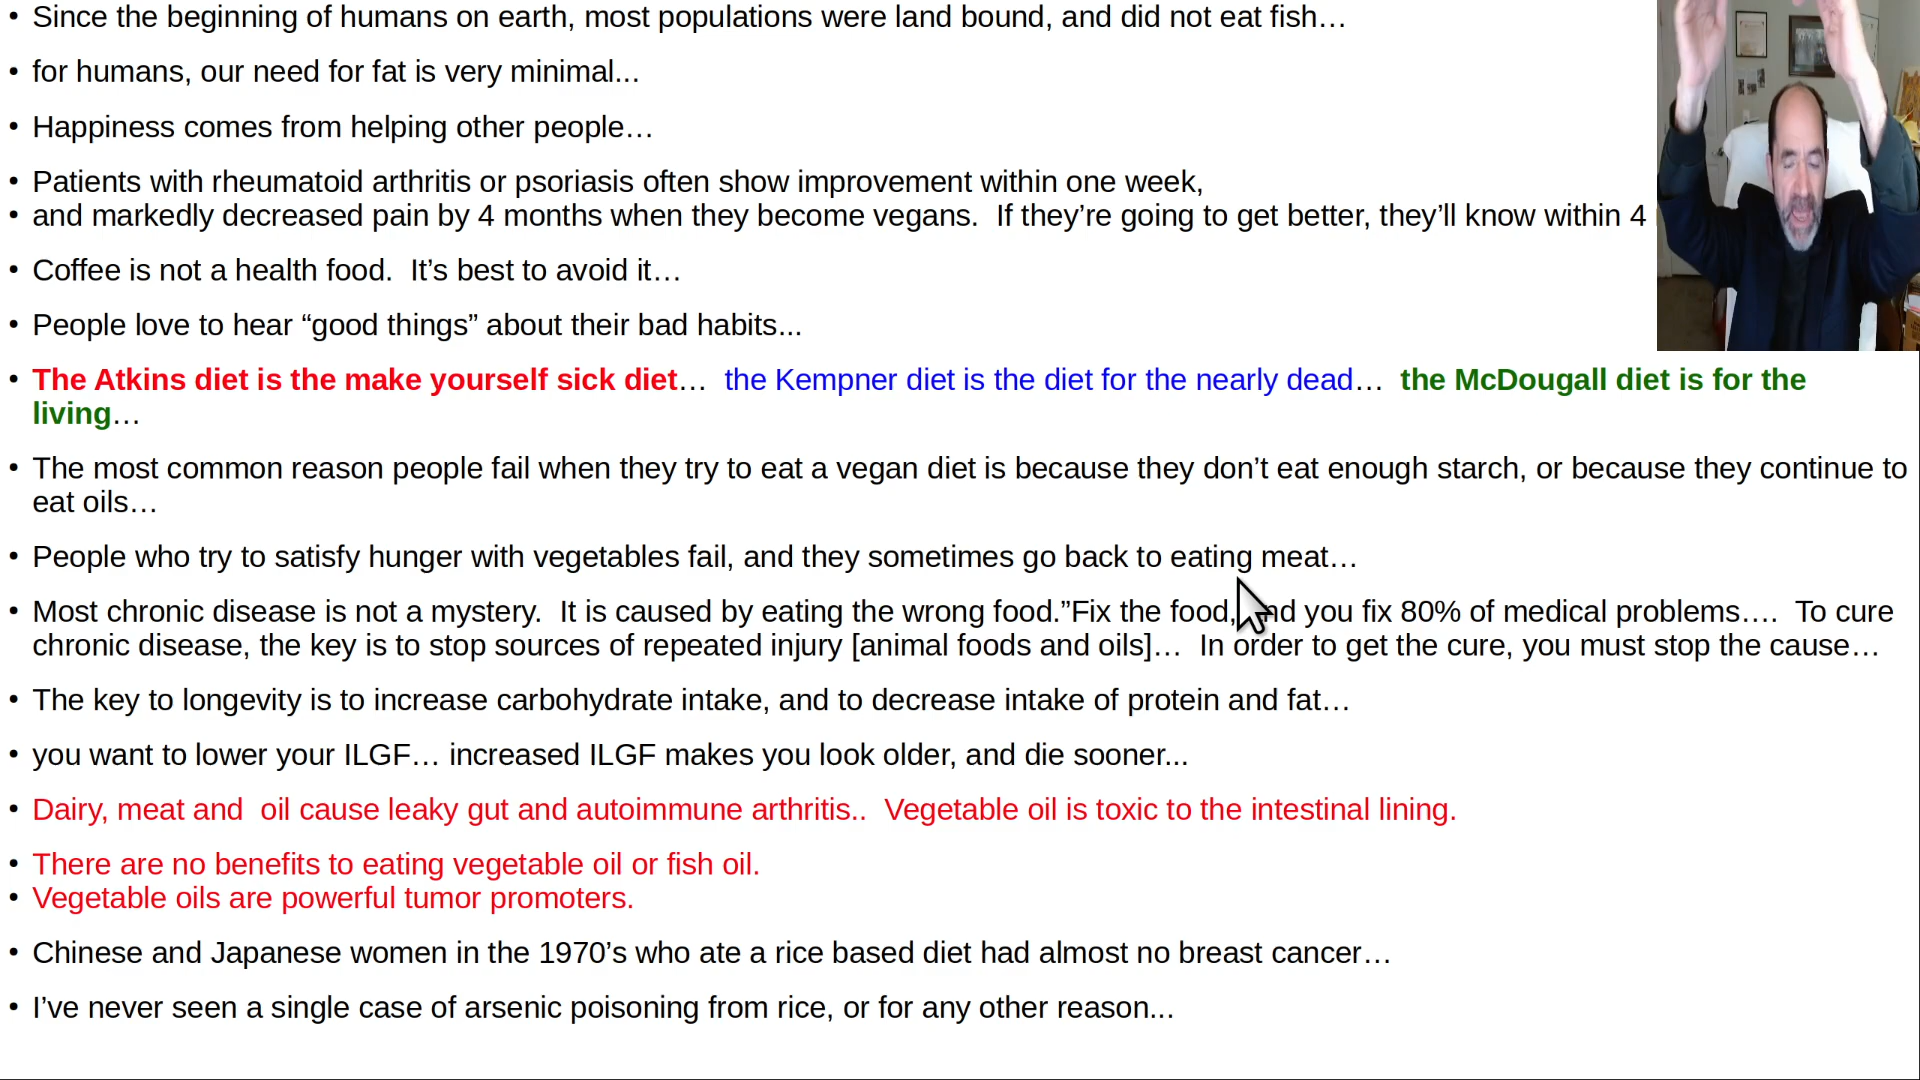 • Since the beginning of humans on earth, most populations were land bound, and did not eat fish…
• for humans, our need for fat is very minimal...
• Happiness comes from helping other people…
• Patients with rheumatoid arthritis or psoriasis often show improvement within one week,
• and markedly decreased pain by 4 months when they become vegans.  If they’re going to get better, they’ll know within 4
• Coffee is not a health food.  It’s best to avoid it…
• People love to hear “good things” about their bad habits...
• The Atkins diet is the make yourself sick diet…  the Kempner diet is the diet for the nearly dead…  the McDougall diet is for the
living…
• The most common reason people fail when they try to eat a vegan diet is because they don’t eat enough starch, or because they continue to
eat oils…
• People who try to satisfy hunger with vegetables fail, and they sometimes go back to eating meat…
• Most chronic disease is not a mystery.  It is caused by eating the wrong food.”Fix the food, and you fix 80% of medical problems….  To cure
chronic disease, the key is to stop sources of repeated injury [animal foods and oils]…  In order to get the cure, you must stop the cause…
• The key to longevity is to increase carbohydrate intake, and to decrease intake of protein and fat…
• you want to lower your ILGF… increased ILGF makes you look older, and die sooner...
• Dairy, meat and  oil cause leaky gut and autoimmune arthritis..  Vegetable oil is toxic to the intestinal lining.
• There are no benefits to eating vegetable oil or fish oil.
• Vegetable oils are powerful tumor promoters.
• Chinese and Japanese women in the 1970’s who ate a rice based diet had almost no breast cancer…
• I’ve never seen a single case of arsenic poisoning from rice, or for any other reason...